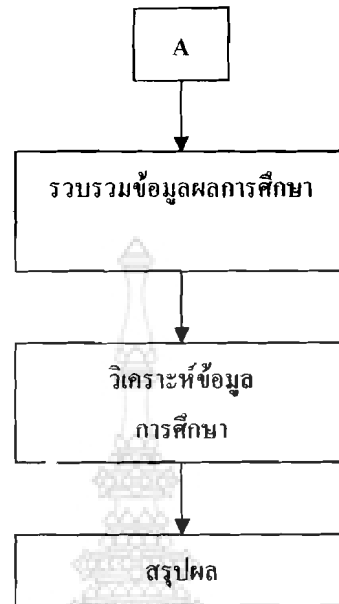 A
รวบรวมข้อมูลผลการศึกษา
วิเคราะห์ข้อมูล
การศึกษา
สรุปผล